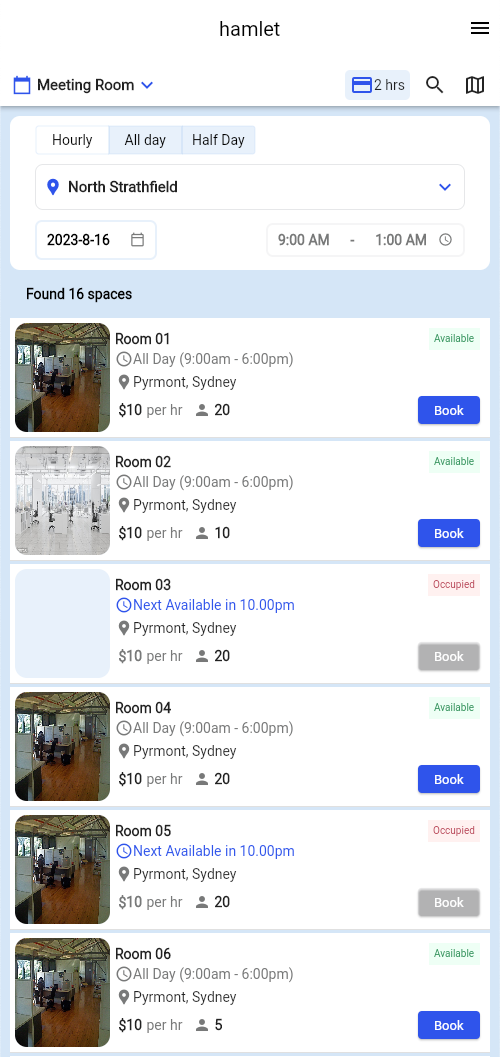 hamlet
Meeting Room 2 hrs
Hourly All day Half Day
North Strathfield
2023-8-16 9:00 AM - 1:00 AM
Found 16 spaces
Room 01 Available
All Day (9:00am - 6:00pm)
Pyrmont, Sydney
$10 per hr 20 Book
Room 02 Available
All Day (9:00am - 6:00pm)
Pyrmont, Sydney
$10 per hr 10 Book
Room 03 Occupied
Next Available in 10.00pm
Pyrmont, Sydney
$10 per hr 20 Book
Room 04 Available
All Day (9:00am - 6:00pm)
Pyrmont, Sydney
$10 per hr 20 Book
Room 05 Occupied
Next Available in 10.00pm
Pyrmont, Sydney
$10 per hr 20 Book
Room 06 Available
All Day (9:00am - 6:00pm)
Pyrmont, Sydney
$10 per hr 5 Book